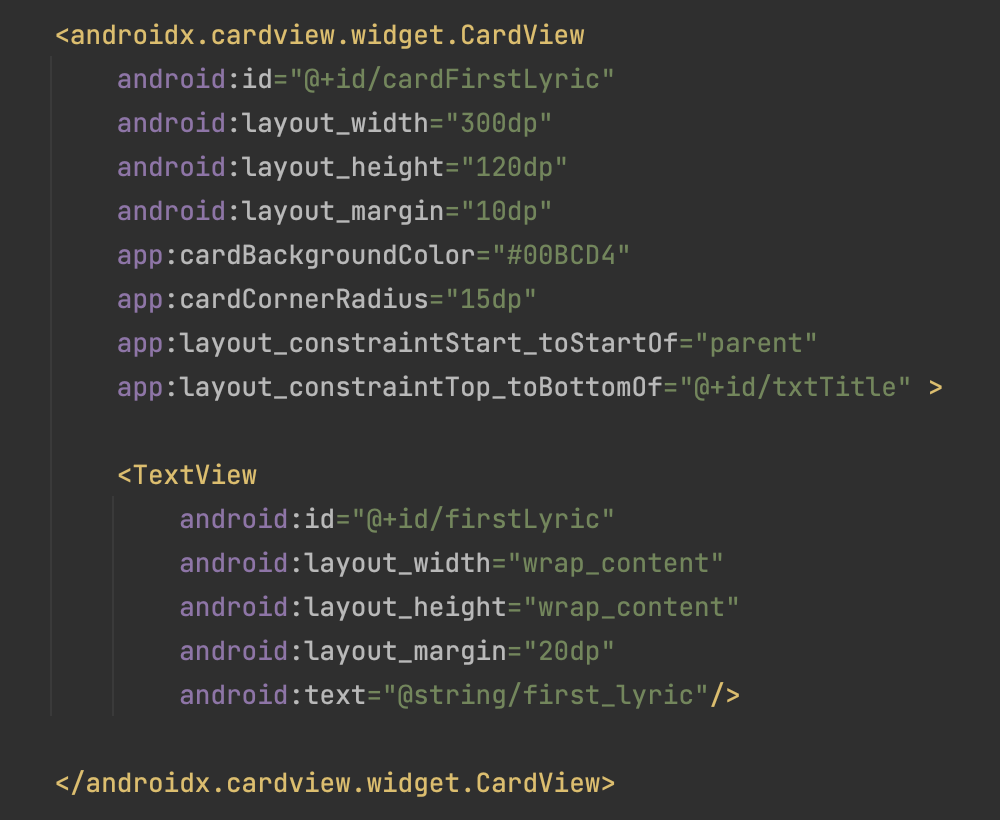 <androidx.cardview.widget.CardView
android:id="@+id/cardFirstLyric"
android:layout_width="300dp"
android:layout_height="120dp"
android:layout_margin="10dp"
app:cardBackgroundColor="#00BCD4"
app:cardCornerRadius="15dp"
app:layout_constraintStart_toStartOf="parent"
app:layout_constraintTop_toBottomOf="@+id/txtTitle" >
<TextView
android:id="@+id/firstLyric"
android:layout_width="wrap_content"
android:layout_height="wrap_content"
android:layout_margin="20dp"
android:text="@string/first_lyric"/>
</androidx.cardview.widget.CardView>